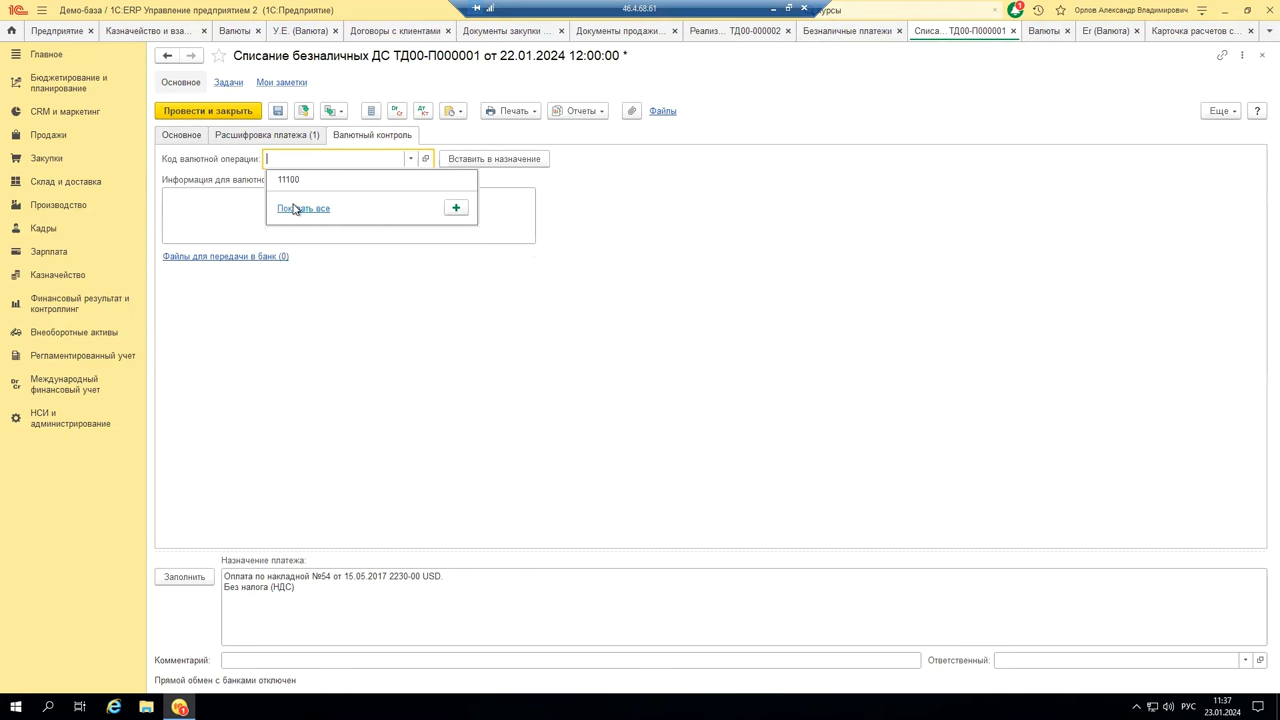 Демо-база / 1С:ERP Управление предприятием 2 (1С:Предприятие)
46.4.68.61
урсы
1
Орлов Александр Владимирович
Предприятие
Казначейство и вза...
Валюты
У.Е. (Валюта)
Договоры с клиентами
Документы закупки ...
Документы продажи...
Реализ... ТД00-000002
Безналичные платежи
Списа... ТД00-П000001
Валюты
Er (Валюта)
Карточка расчетов с...
Главное
Бюджетирование и
планирование
CRM и маркетинг
Продажи
Закупки
Склад и доставка
Производство
Кадры
Зарплата
Казначейство
Финансовый результат и
контроллинг
Внеоборотные активы
Регламентированный учет
Международный
финансовый учет
НСИ и
администрирование
Списание безналичных ДС ТД00-П000001 от 22.01.2024 12:00:00 *
Основное
Задачи
Мои заметки
Провести и закрыть
Печать
Отчеты
Файлы
Еще
?
Основное
Расшифровка платежа (1)
Валютный контроль
Код валютной операции:
Вставить в назначение
11100
Информация для валютно
Показать все
Файлы для передачи в банк (0)
Назначение платежа:
Заполнить
Оплата по накладной №54 от 15.05.2017 2230-00 USD.
Без налога (НДС)
Комментарий:
Ответственный:
Прямой обмен с банками отключен
РУС
11:37
23.01.2024